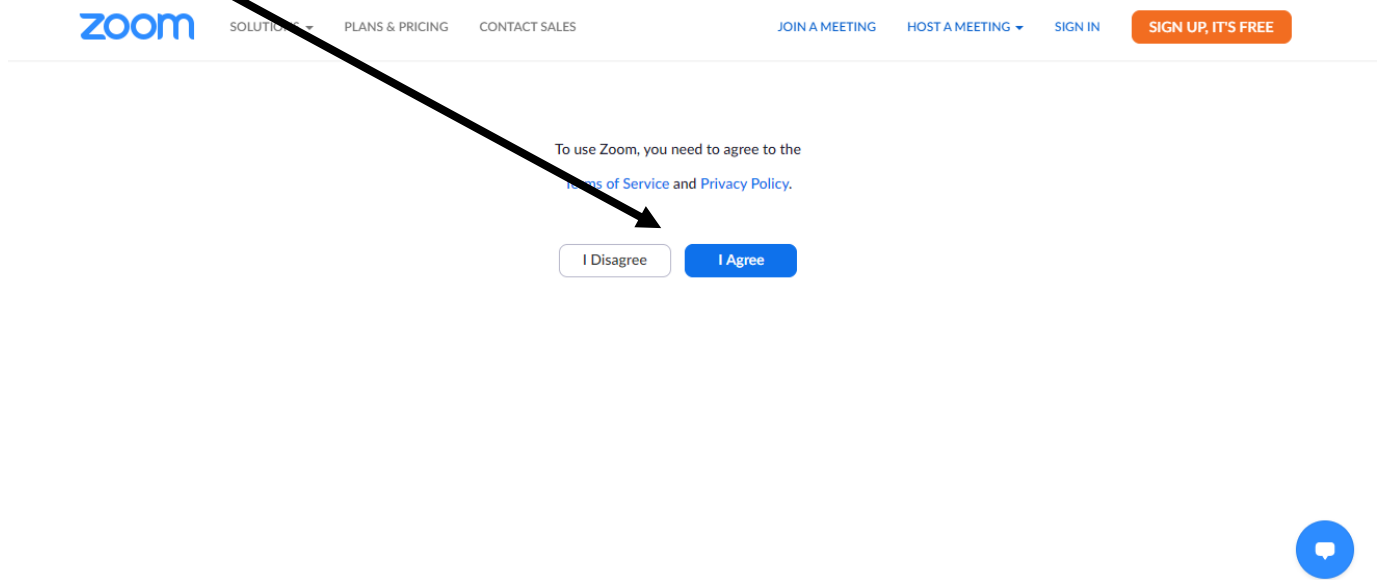 zoom SOLUTIONS PLANS & PRICING CONTACT SALES JOIN A MEETING HOST A MEETING SIGN IN SIGN UP, IT'S FREE
To use Zoom, you need to agree to the
Terms of Service and Privacy Policy.
I Disagree I Agree